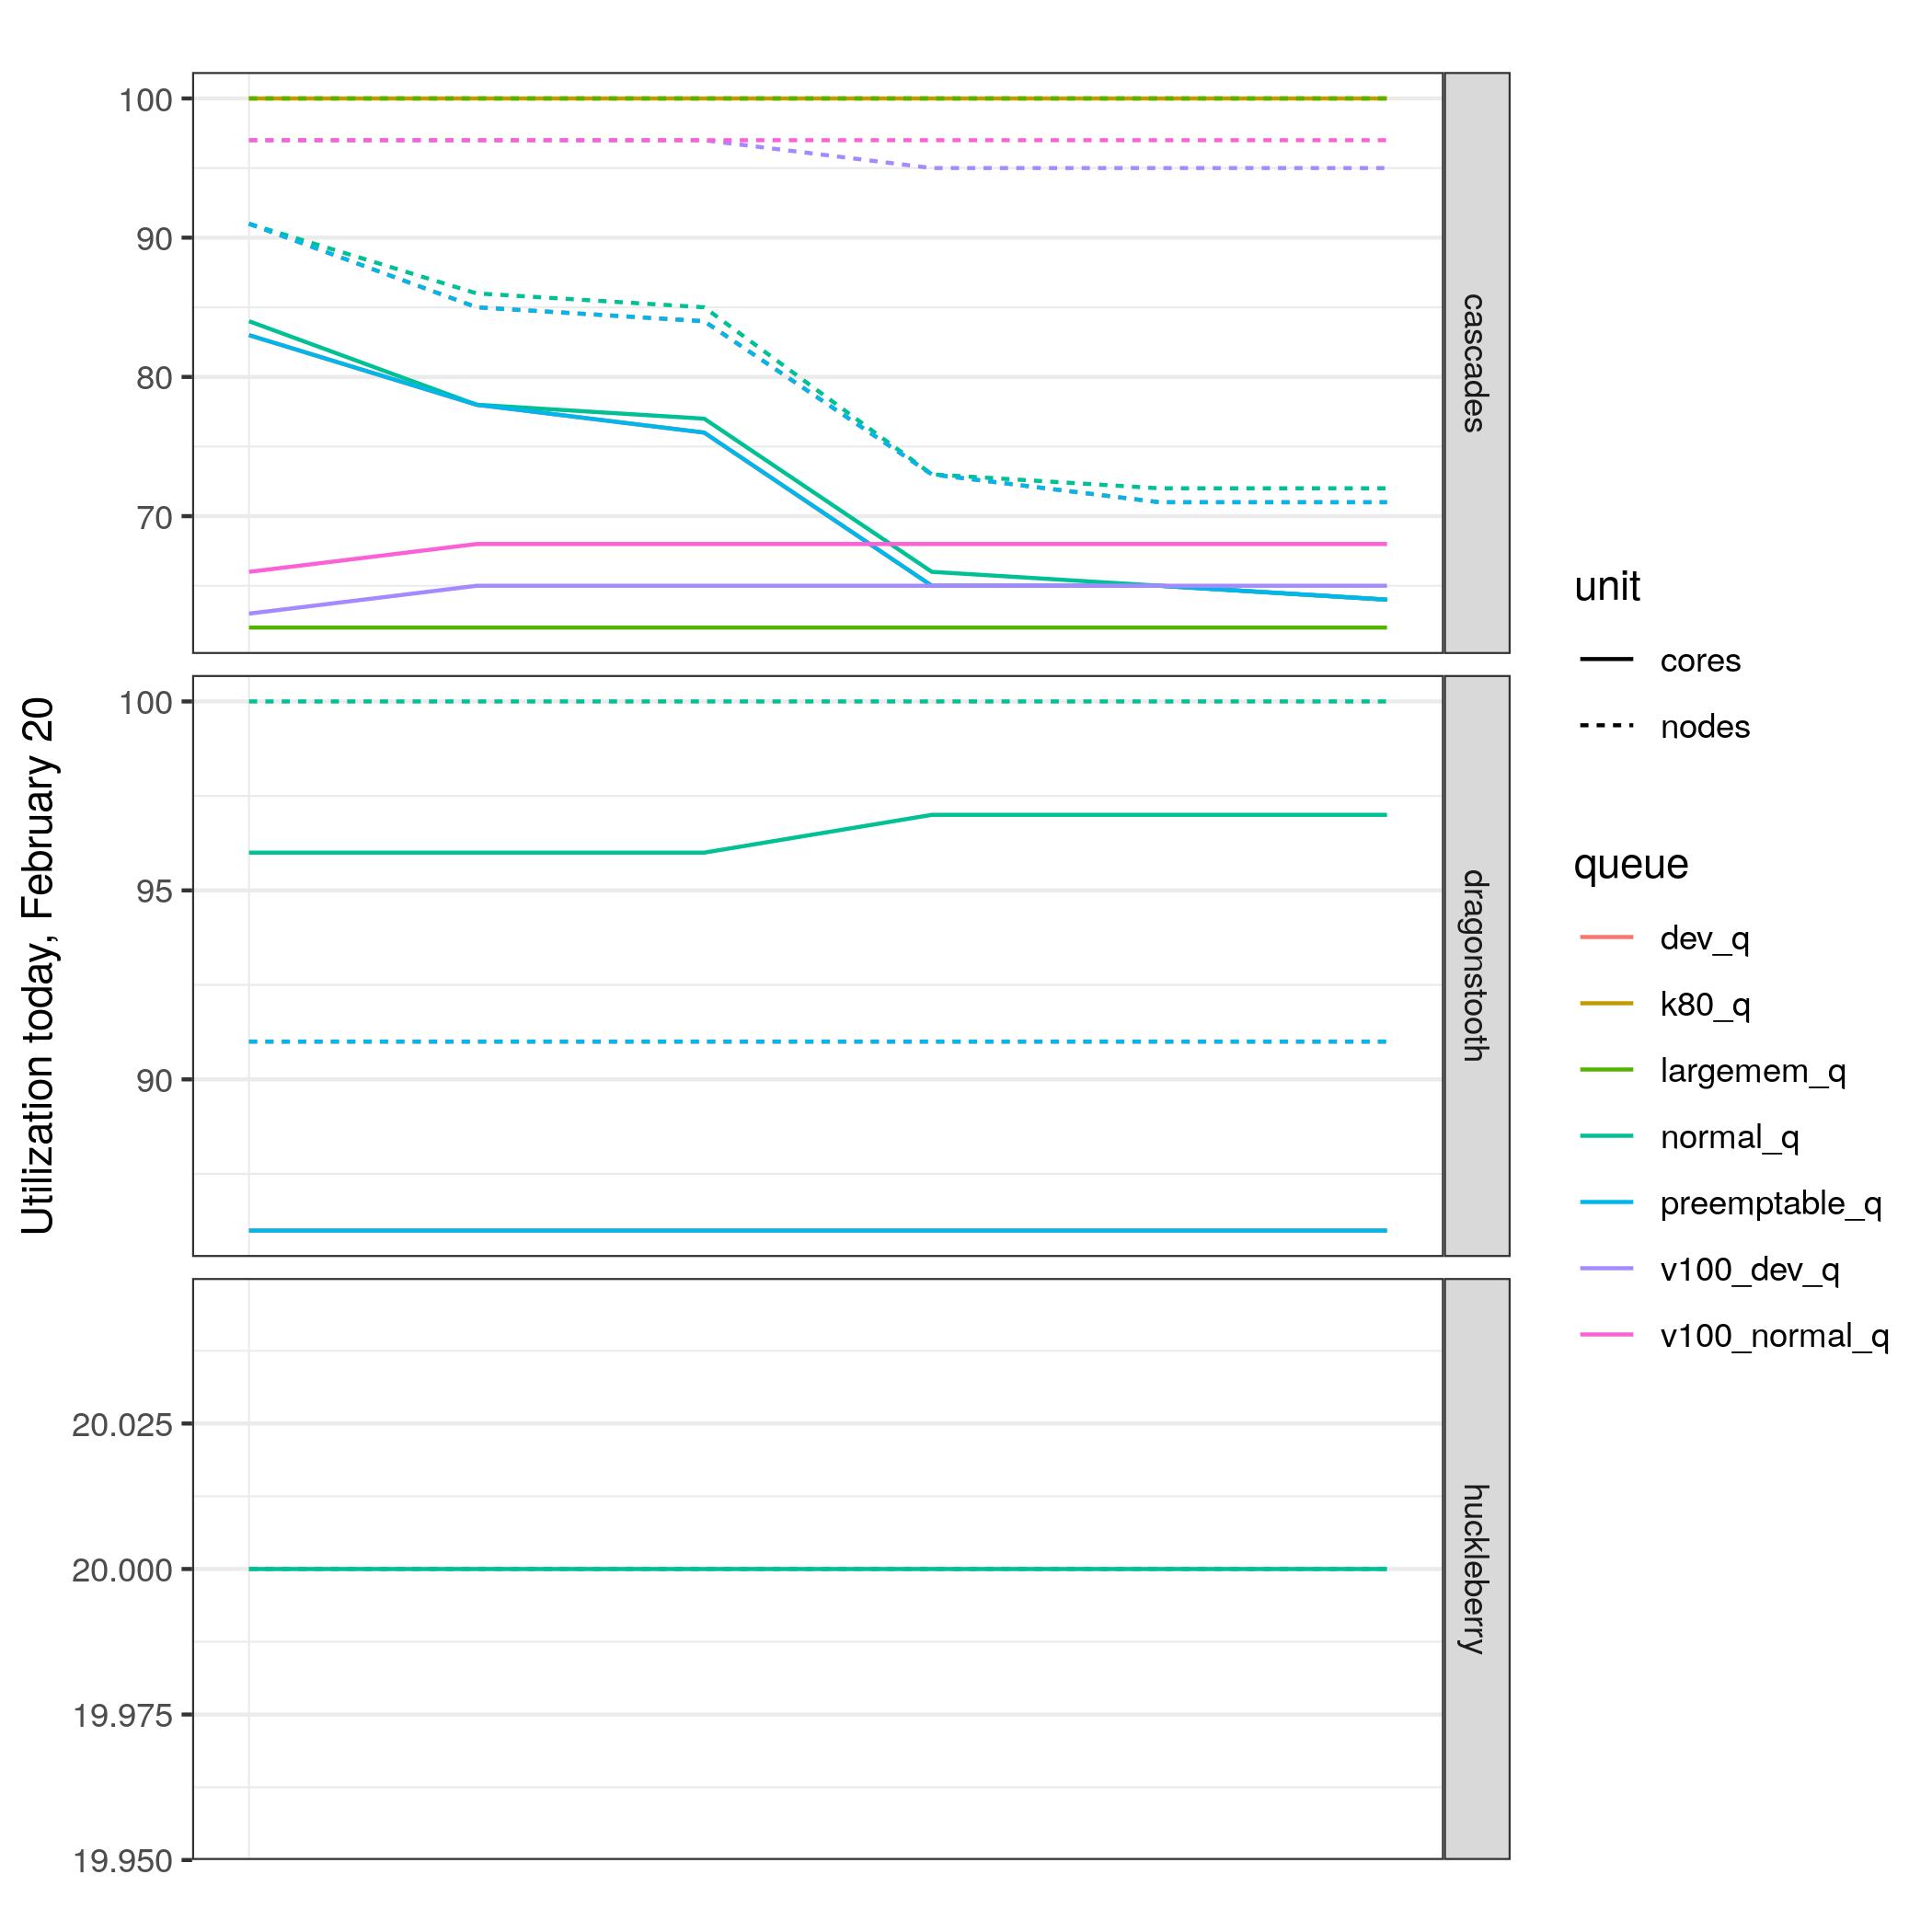 Utilization today, February 20
100
90
80
70
cascades
100
95
90
dragonstooth
20.025
20.000
19.975
19.950
huckleberry
unit
cores
nodes
queue
dev_q
k80_q
largemem_q
normal_q
preemptable_q
v100_dev_q
v100_normal_q